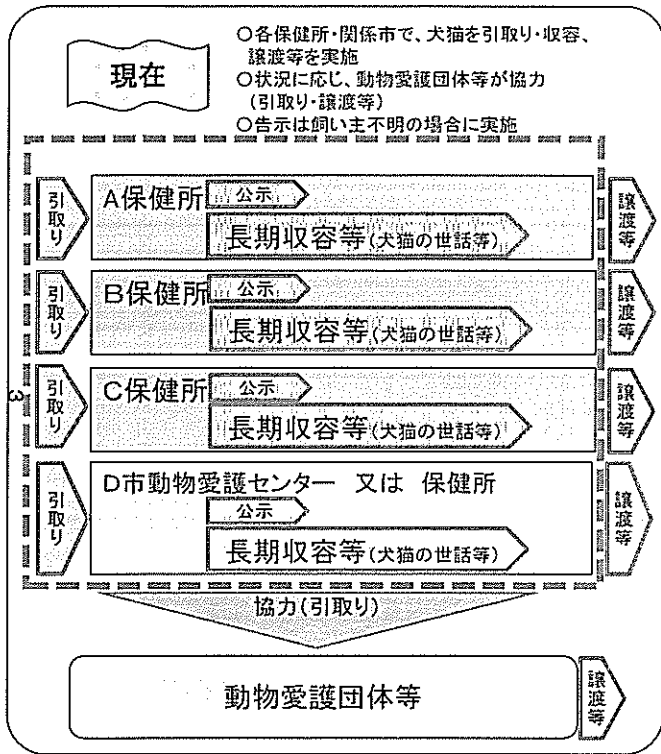 現在
○各保健所・関係市で、犬猫を引取り・収容、
譲渡等を実施
○状況に応じ、動物愛護団体等が協力
(引取り・譲渡等)
○告示は飼い主不明の場合に実施
引取り
A保健所
公示
長期収容等(犬猫の世話等)
譲渡等
引取り
B保健所
公示
長期収容等(犬猫の世話等)
譲渡等
3
引取り
C保健所
公示
長期収容等(犬猫の世話等)
譲渡等
引取り
D市動物愛護センター 又は 保健所
公示
長期収容等(犬猫の世話等)
譲渡等
協力(引取り)
動物愛護団体等
譲渡等